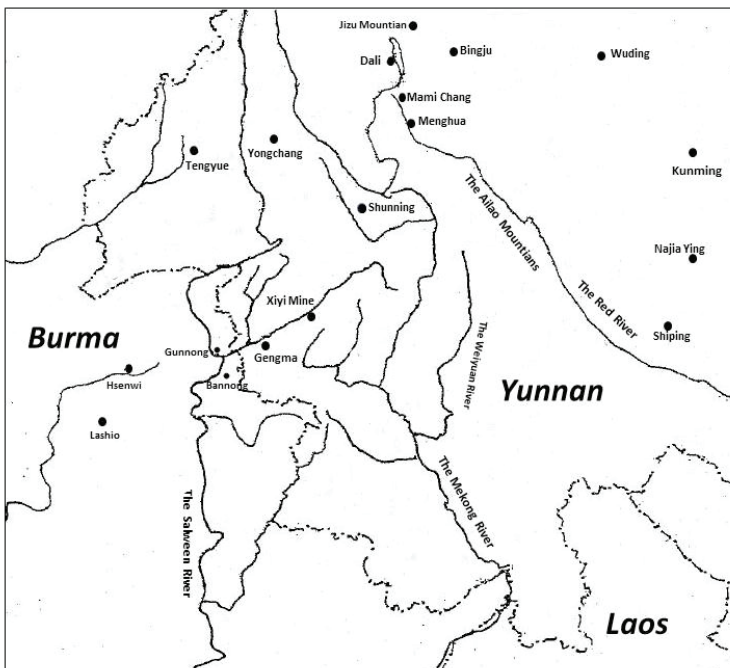 Jizu Mountian
Bingju
Wuding
Dali
Mami Chang
Menghua
Tengyue
Yongchang
Kunming
Shunning
The Ailao Mountians
Najia Ying
The Red River
Xiyi Mine
Shiping
Burma
Gunnong
Gengma
The Weiyuan River
Hsenwi
Bannong
Yunnan
Lashio
The Mekong River
The Salween River
Laos